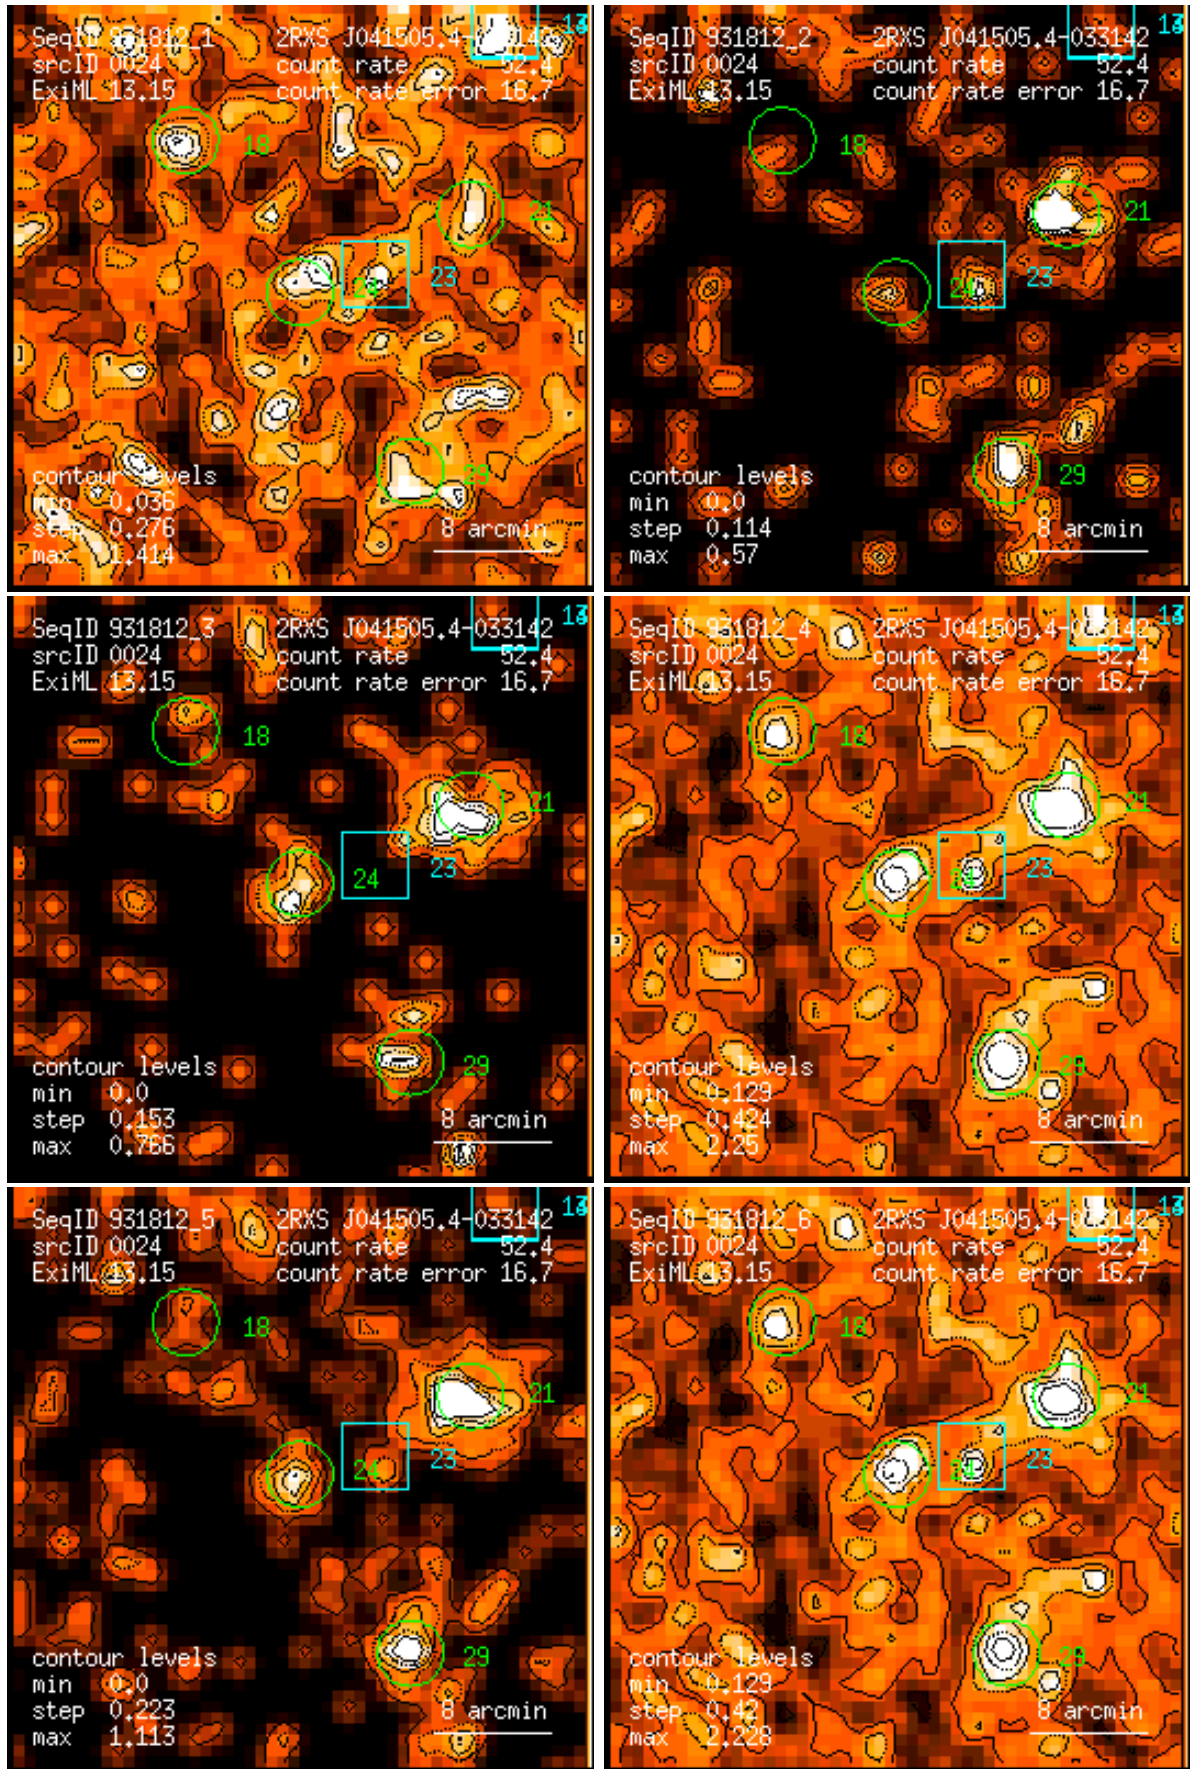 SeqID 931812_1 2RXS J041505.4-033142
srcID 0024 count rate 52.4
ExiML 13.15 count rate error 16.7
18
21
23
24
29
contour levels
min 0.036
step 0.276
max 1.414
8 arcmin
SeqID 931812_2 2RXS J041505.4-033142
srcID 0024 count rate 52.4
ExiML 13.15 count rate error 16.7
18
21
23
24
29
contour levels
min 0.0
step 0.114
max 0.57
8 arcmin
SeqID 931812_3 2RXS J041505.4-033142
srcID 0024 count rate 52.4
ExiML 13.15 count rate error 16.7
18
21
23
24
29
contour levels
min 0.0
step 0.153
max 0.766
8 arcmin
SeqID 931812_4 2RXS J041505.4-033142
srcID 0024 count rate 52.4
ExiML 13.15 count rate error 16.7
18
21
23
24
29
contour levels
min 0.129
step 0.424
max 2.25
8 arcmin
SeqID 931812_5 2RXS J041505.4-033142
srcID 0024 count rate 52.4
ExiML 13.15 count rate error 16.7
18
21
23
24
29
contour levels
min 0.0
step 0.223
max 1.113
8 arcmin
SeqID 931812_6 2RXS J041505.4-033142
srcID 0024 count rate 52.4
ExiML 13.15 count rate error 16.7
18
21
23
24
29
contour levels
min 0.129
step 0.42
max 2.228
8 arcmin